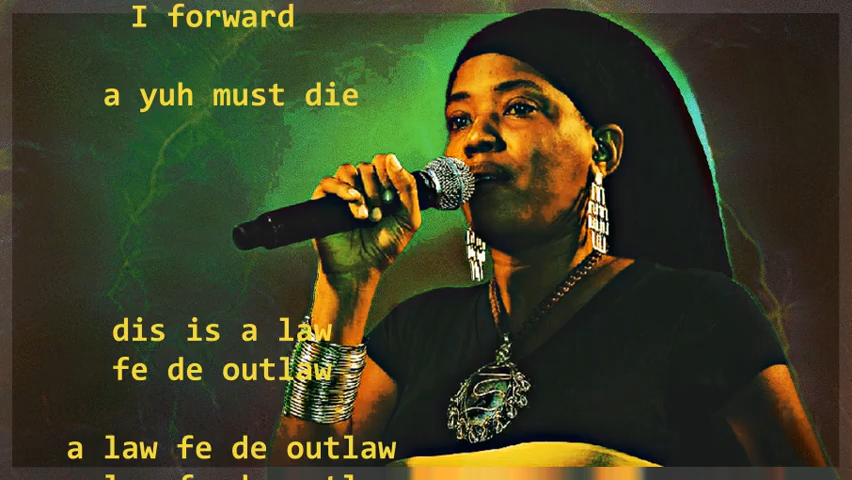 I forward
a yuh must die
dis is a law
fe de outlaw
a law fe de outlaw